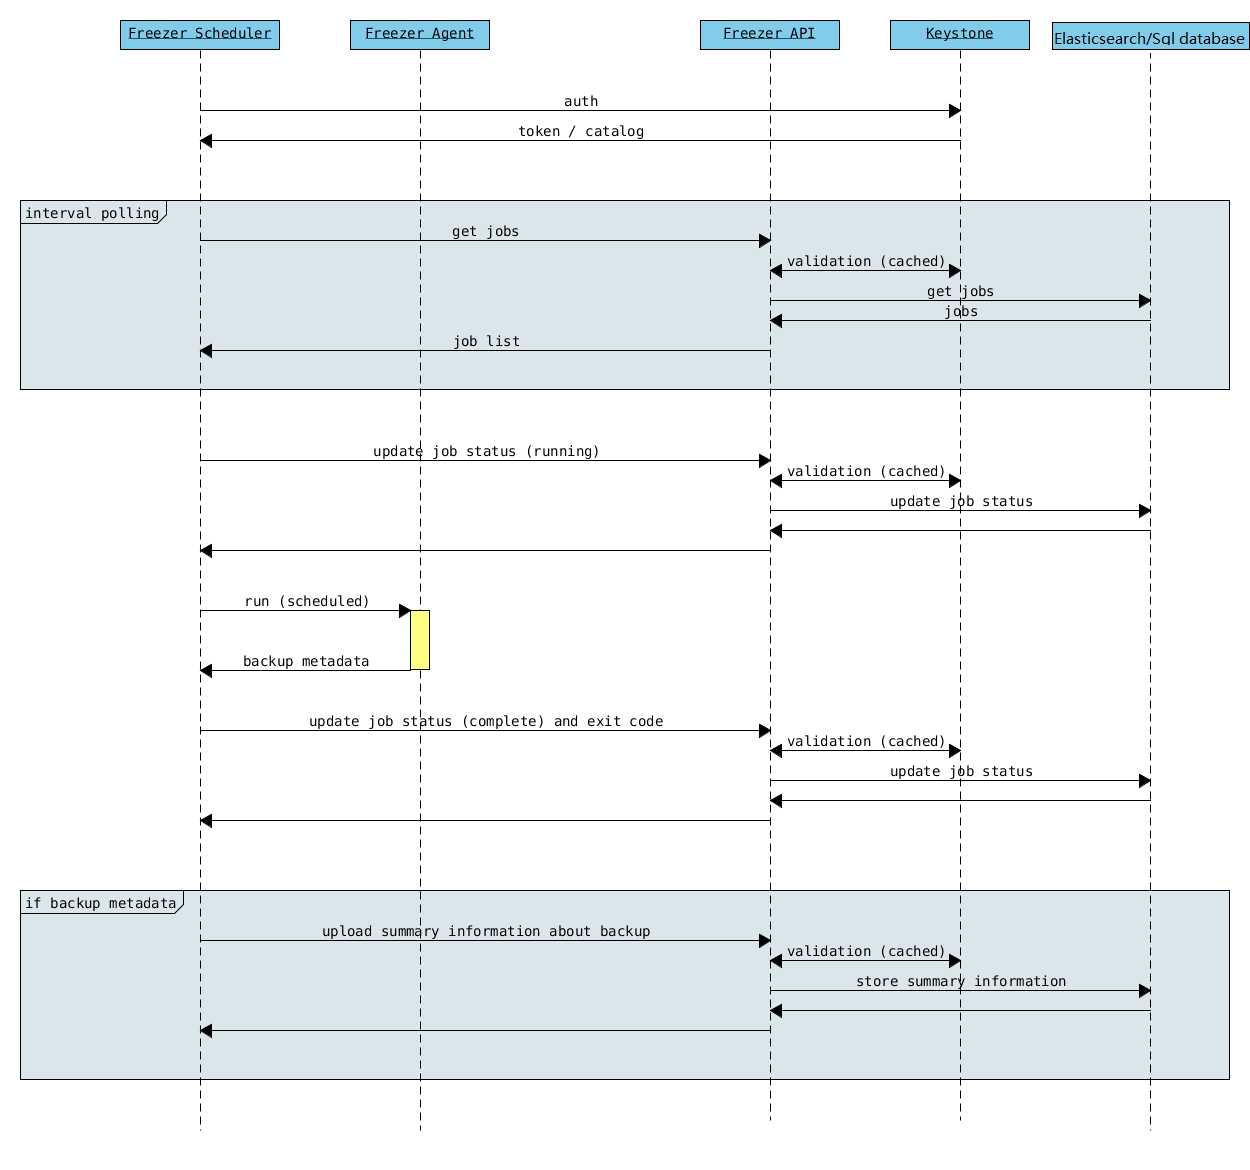 Freezer Scheduler
Freezer Agent
Freezer API
Keystone
Elasticsearch/Sql database
auth
token / catalog
interval polling
get jobs
validation (cached)
get jobs
jobs
job list
update job status (running)
validation (cached)
update job status
run (scheduled)
backup metadata
update job status (complete) and exit code
validation (cached)
update job status
if backup metadata
upload summary information about backup
validation (cached)
store summary information